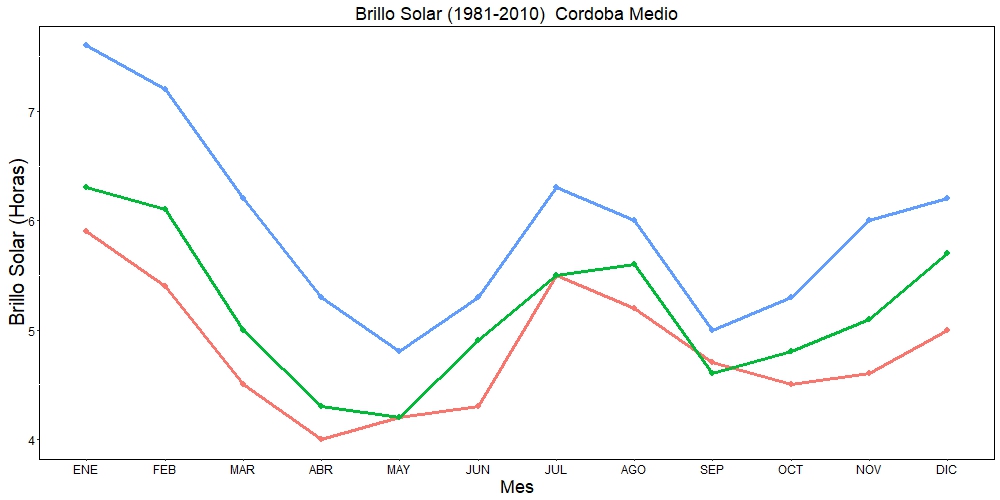 Brillo Solar (1981-2010)  Cordoba Medio
Brillo Solar (Horas)
7
6
5
4
ENE FEB MAR ABR MAY JUN JUL AGO SEP OCT NOV DIC
Mes